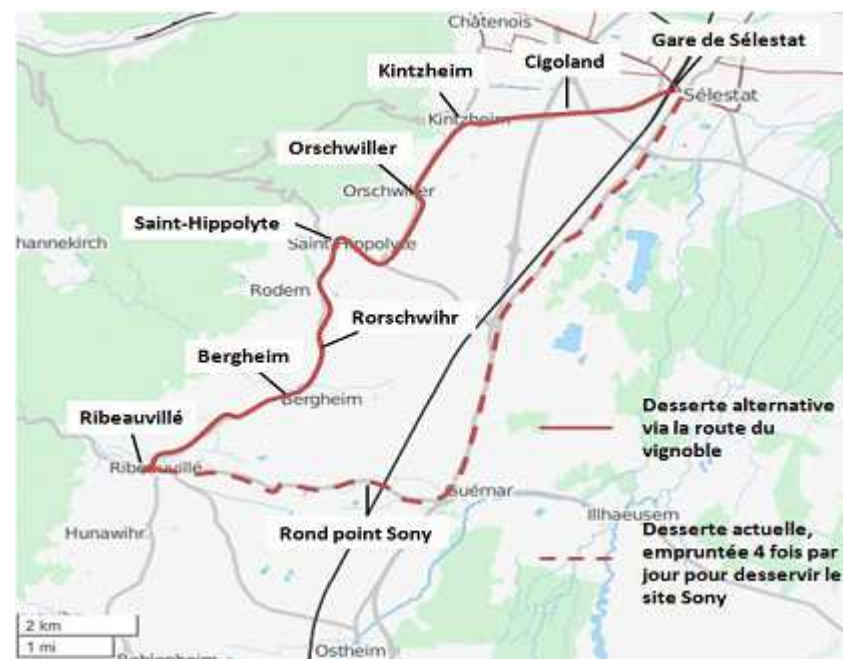 Châtenois
Gare de Sélestat
Cigoland
Kintzheim
Sélestat
Kintzheim
Orschwiller
Orschwiller
Saint-Hippolyte
Saint-Hippolyte
hannekirch
Rodern
Rorschwihr
Bergheim
Bergheim
Ribeauvillé
Ribeauvillé
Desserte alternative
via la route du
vignoble
Guémar
Illhaeusern
Hunawihr
Rond point Sony
Desserte actuelle,
empruntée 4 fois par
jour pour desservir le
site Sony
2 km
1 mi
Ostheim